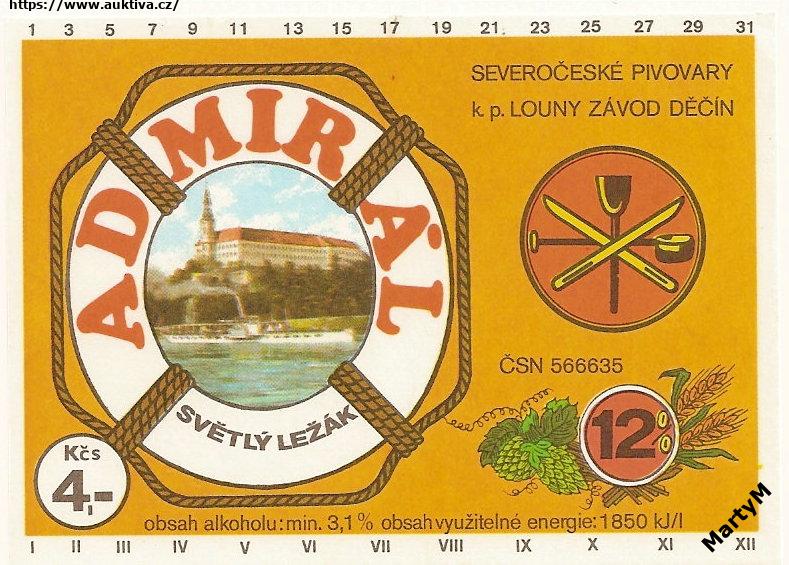 https://www.auktiva.cz/
1 3 5 7 9 11 13 15 17 19 21 23 25 27 29 31
SEVEROČESKÉ PIVOVARY
k. p. LOUNY ZÁVOD DĚČÍN
ADMIRÁL
SVĚTLÝ LEŽÁK
ČSN 566635
12%
Kčs
4,-
obsah alkoholu: min. 3,1% obsah využitelné energie: 1850 kJ/l
I II III IV V VI VII VIII IX X XI XII
MartyM